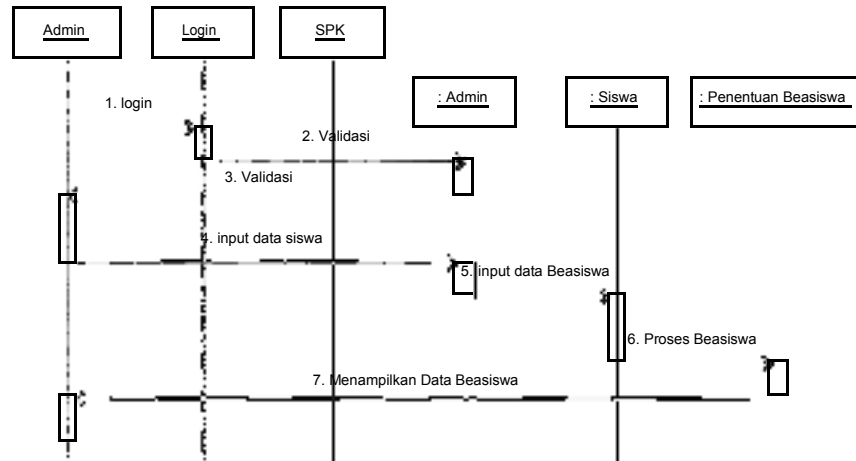 Admin
Login
SPK
: Admin
: Siswa
: Penentuan Beasiswa
1. login
2. Validasi
3. Validasi
4. input data siswa
5. input data Beasiswa
6. Proses Beasiswa
7. Menampilkan Data Beasiswa